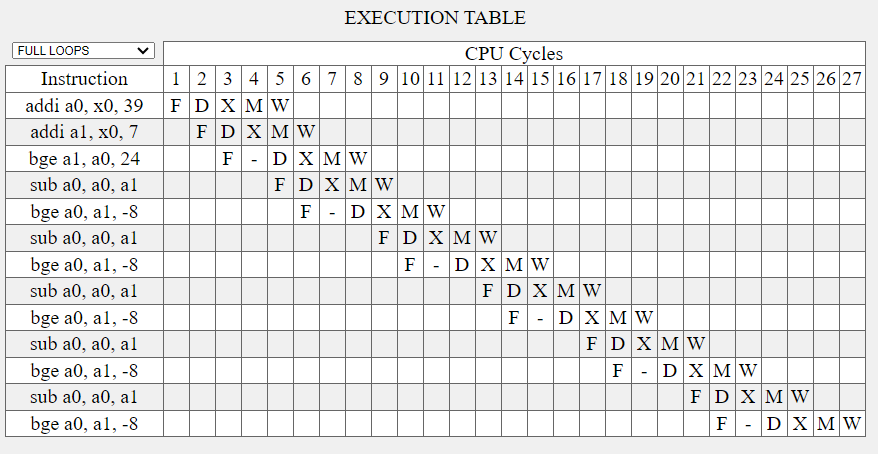 EXECUTION TABLE
FULL LOOPS CPU Cycles
Instruction 1 2 3 4 5 6 7 8 9 10 11 12 13 14 15 16 17 18 19 20 21 22 23 24 25 26 27
addi a0, x0, 39 F D X M W
addi a1, x0, 7 F D X M W
bge a1, a0, 24 F - D X M W
sub a0, a0, a1 F D X M W
bge a0, a1, -8 F - D X M W
sub a0, a0, a1 F D X M W
bge a0, a1, -8 F - D X M W
sub a0, a0, a1 F D X M W
bge a0, a1, -8 F - D X M W
sub a0, a0, a1 F D X M W
bge a0, a1, -8 F - D X M W
sub a0, a0, a1 F D X M W
bge a0, a1, -8 F - D X M W